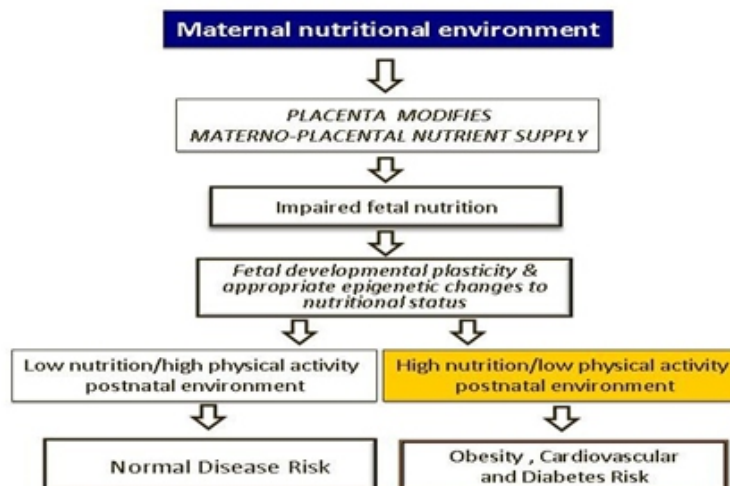 Maternal nutritional environment
PLACENTA MODIFIES
MATERNO-PLACENTAL NUTRIENT SUPPLY
Impaired fetal nutrition
Fetal developmental plasticity &
appropriate epigenetic changes to
nutritional status
Low nutrition/high physical activity
postnatal environment
High nutrition/low physical activity
postnatal environment
Normal Disease Risk
Obesity , Cardiovascular
and Diabetes Risk